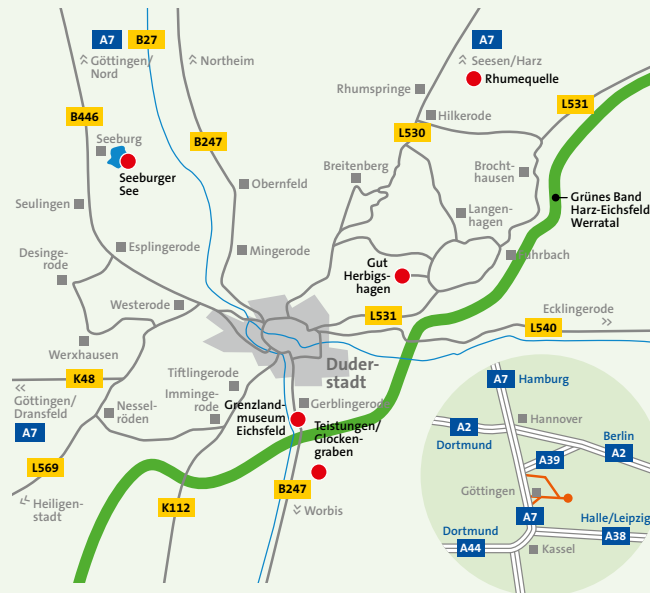 A7
B27
Göttingen/
Nord
Northeim
A7
Seesen/Harz
Rhumequelle
Rhumspringe
L531
B446
Hilkerode
L530
Seeburg
B247
Seeburger
See
Breitenberg
Brocht-
hausen
Obernfeld
Grünes Band
Harz-Eichsfeld
Werratal
Seulingen
Langen-
hagen
Esplingerode
Mingerode
Desinge-
rode
Gut
Herbigs-
hagen
Westerode
L531
Ecklingerode
L540
Werxhausen
Duder-
stadt
K48
Tiftlingerode
Imminge-
rode
Göttingen/
Dransfeld
A7
Nessel-
röden
Grenzland-
museum
Eichsfeld
Gerblingerode
Teistungen/
Glocken-
graben
L569
Heiligen-
stadt
B247
K112
Worbis
A7
Hamburg
Hannover
A2
Dortmund
Berlin
A2
A39
Göttingen
A7
Halle/Leipzig
A38
Dortmund
A44
Kassel